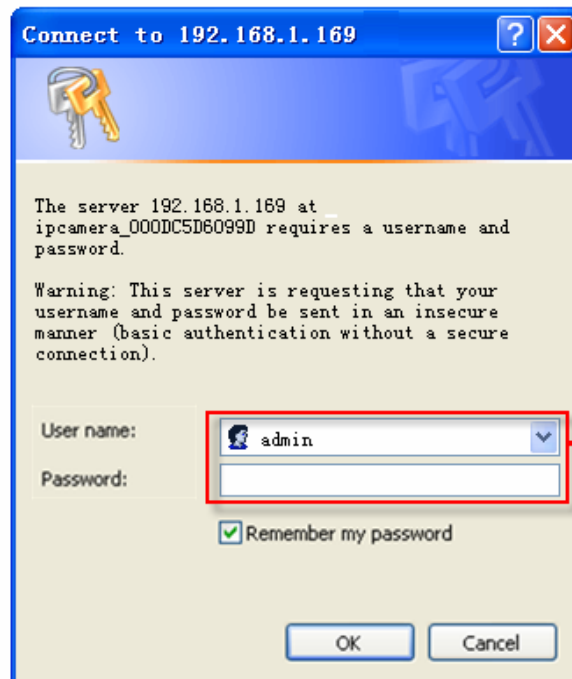 Connect to 192.168.1.169
The server 192.168.1.169 at
ipcamera_000DC5D6099D requires a username and
password.
Warning: This server is requesting that your
username and password be sent in an insecure
manner (basic authentication without a secure
connection).
User name:
admin
Password:
Remember my password
OK
Cancel